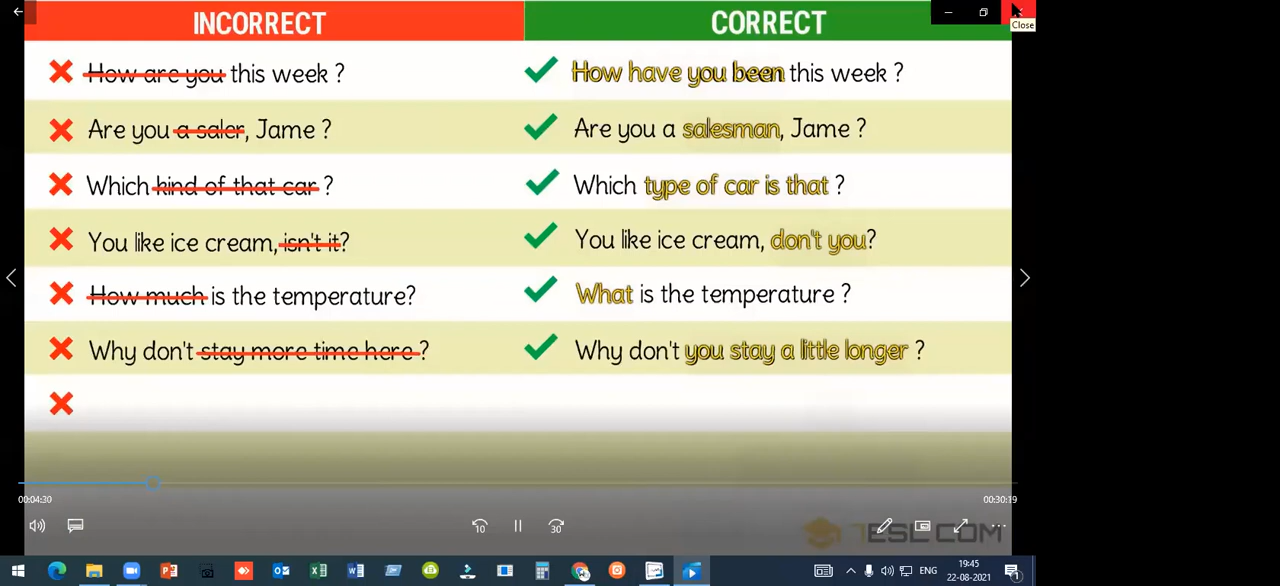 INCORRECT CORRECT
Close
How are you this week ? How have you been this week ?
Are you a saler, Jame ? Are you a salesman, Jame ?
Which kind of that car ? Which type of car is that ?
You like ice cream, isn't it? You like ice cream, don't you?
How much is the temperature? What is the temperature ?
Why don't stay more time here ? Why don't you stay a little longer ?
00:04:30 00:30:19
10 30
7ESL.COM
ENG 19:45
22-08-2021